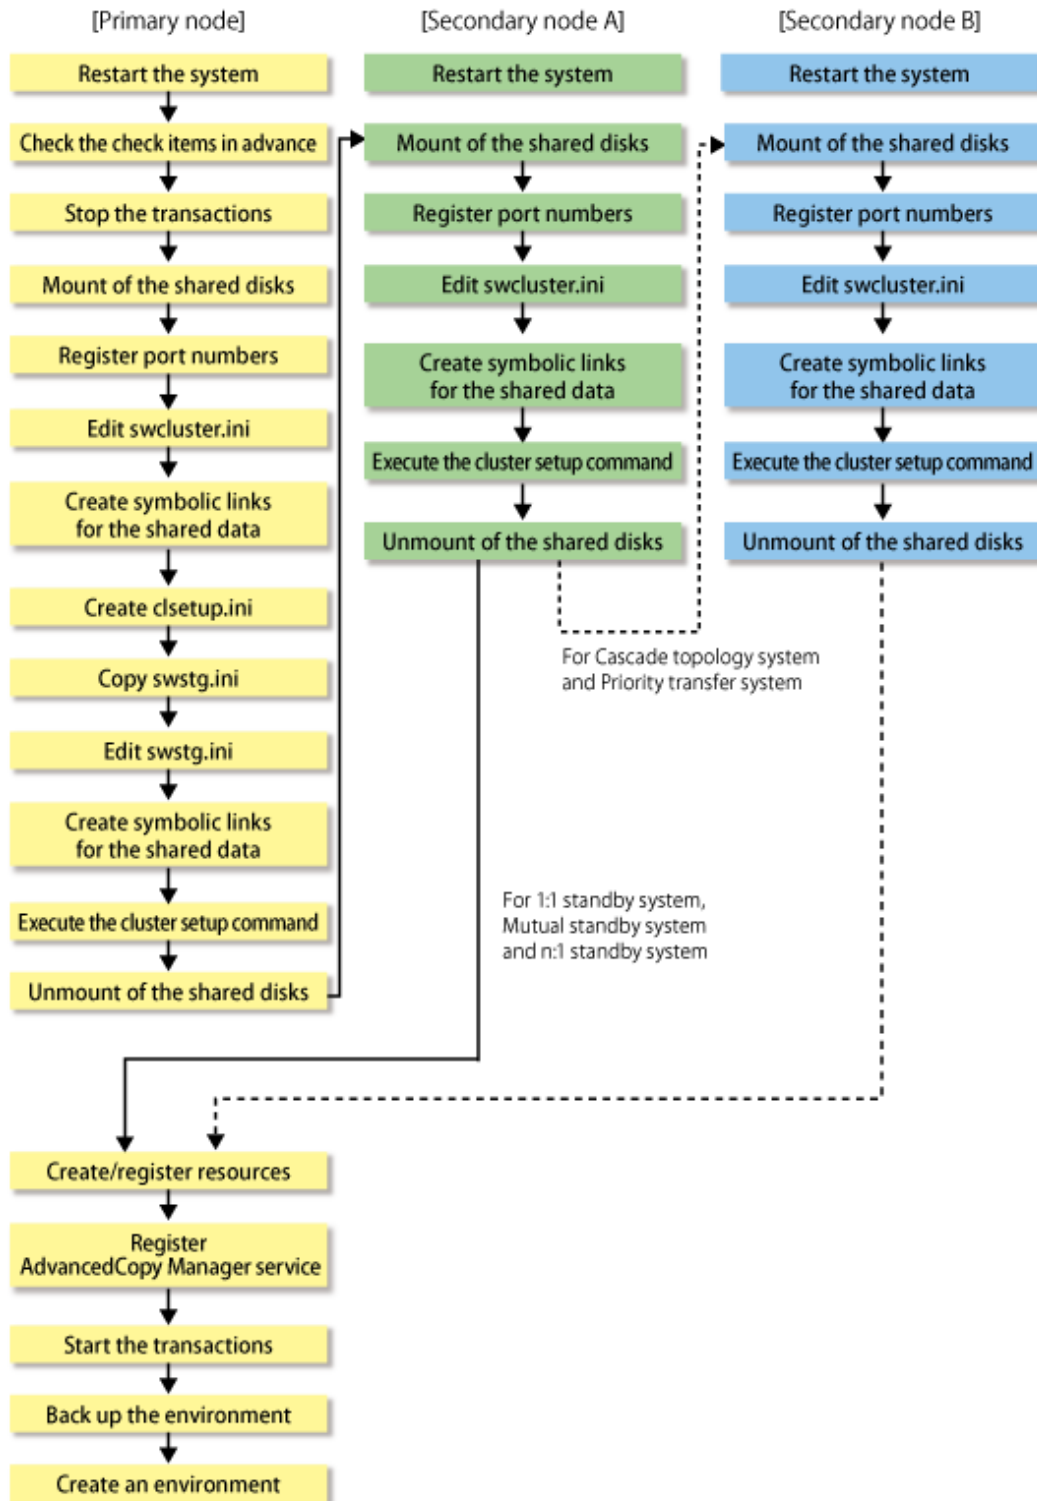 [Primary node]
Restart the system
Check the check items in advance
Stop the transactions
Mount of the shared disks
Register port numbers
Edit swcluster.ini
Create symbolic links
for the shared data
Create clsetup.ini
Copy swstg.ini
Edit swstg.ini
Create symbolic links
for the shared data
Execute the cluster setup command
Unmount of the shared disks
[Secondary node A]
Restart the system
Mount of the shared disks
Register port numbers
Edit swcluster.ini
Create symbolic links
for the shared data
Execute the cluster setup command
Unmount of the shared disks
[Secondary node B]
Restart the system
Mount of the shared disks
Register port numbers
Edit swcluster.ini
Create symbolic links
for the shared data
Execute the cluster setup command
Unmount of the shared disks
For Cascade topology system
and Priority transfer system
For 1:1 standby system,
Mutual standby system
and n:1 standby system
Create/register resources
Register
AdvancedCopy Manager service
Start the transactions
Back up the environment
Create an environment